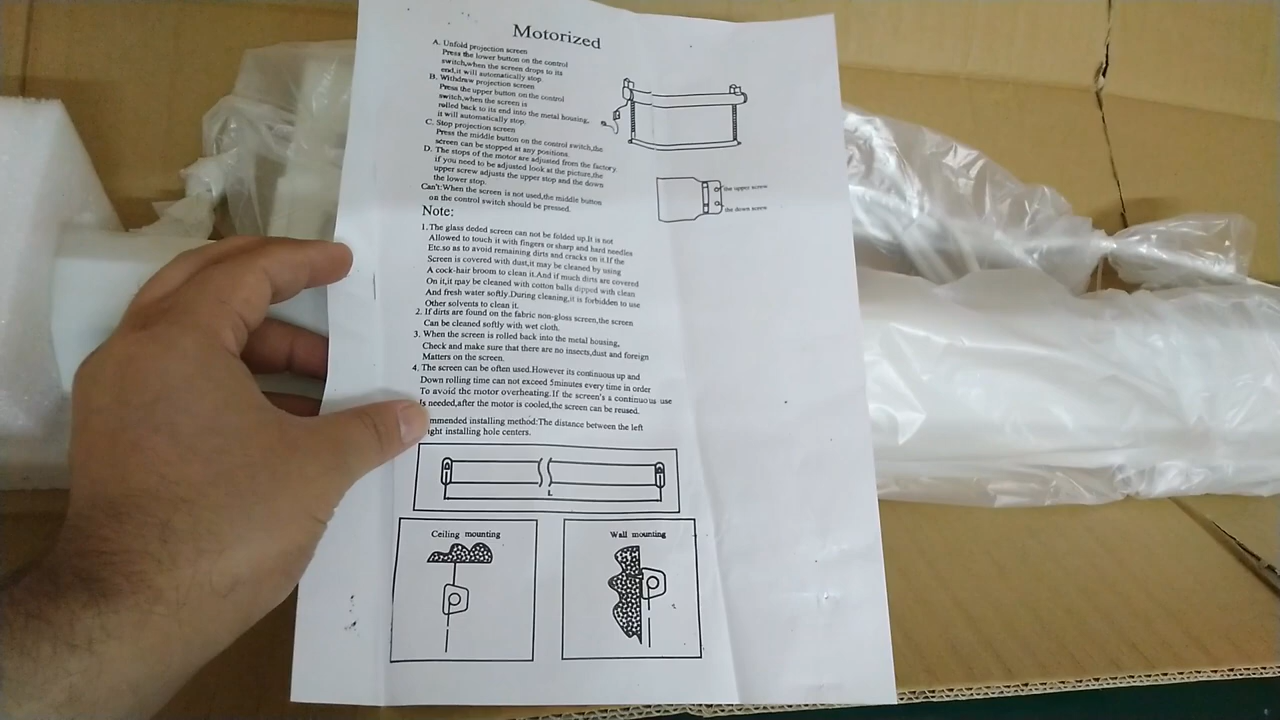 Motorized
A. Unfold projection screen
Press the lower button on the control
switch,when the screen drops to its
end,it will automatically stop.
B. Withdraw projection screen
Press the upper button on the control
switch,when the screen is
rolled back to its end into the metal housing,
it will automatically stop.
C. Stop projection screen
Press the middle button on the control switch,the
screen can be stopped at any positions.
D. The stops of the motor are adjusted from the factory.
if you need to be adjusted look at the picture,the
upper screw adjusts the upper stop and the down
the lower stop.
Can't:When the screen is not used,the middle button
on the control switch should be pressed.
the upper screw
the down screw
Note:
1.The glass deded screen can not be folded up.It is not
Allowed to touch it with fingers or sharp and hard needles
Etc.so as to avoid remaining dirts and cracks on it.If the
Screen is covered with dust,it may be cleaned by using
A cock-hair broom to clean it.And if much dirts are covered
On it,it may be cleaned with cotton balls dipped with clean
And fresh water softly.During cleaning,it is forbidden to use
Other solvents to clean it.
2. If dirts are found on the fabric non-gloss screen,the screen
Can be cleaned softly with wet cloth.
3. When the screen is rolled back into the metal housing,
Check and make sure that there are no insects,dust and foreign
Matters on the screen.
4. The screen can be often used.However its continuous up and
Down rolling time can not exceed 5minutes every time in order
To avoid the motor overheating.If the screen's a continuous use
Is needed,after the motor is cooled,the screen can be reused.
mmended installing method:The distance between the left
ight installing hole centers.
L
Ceiling mounting
Wall mounting